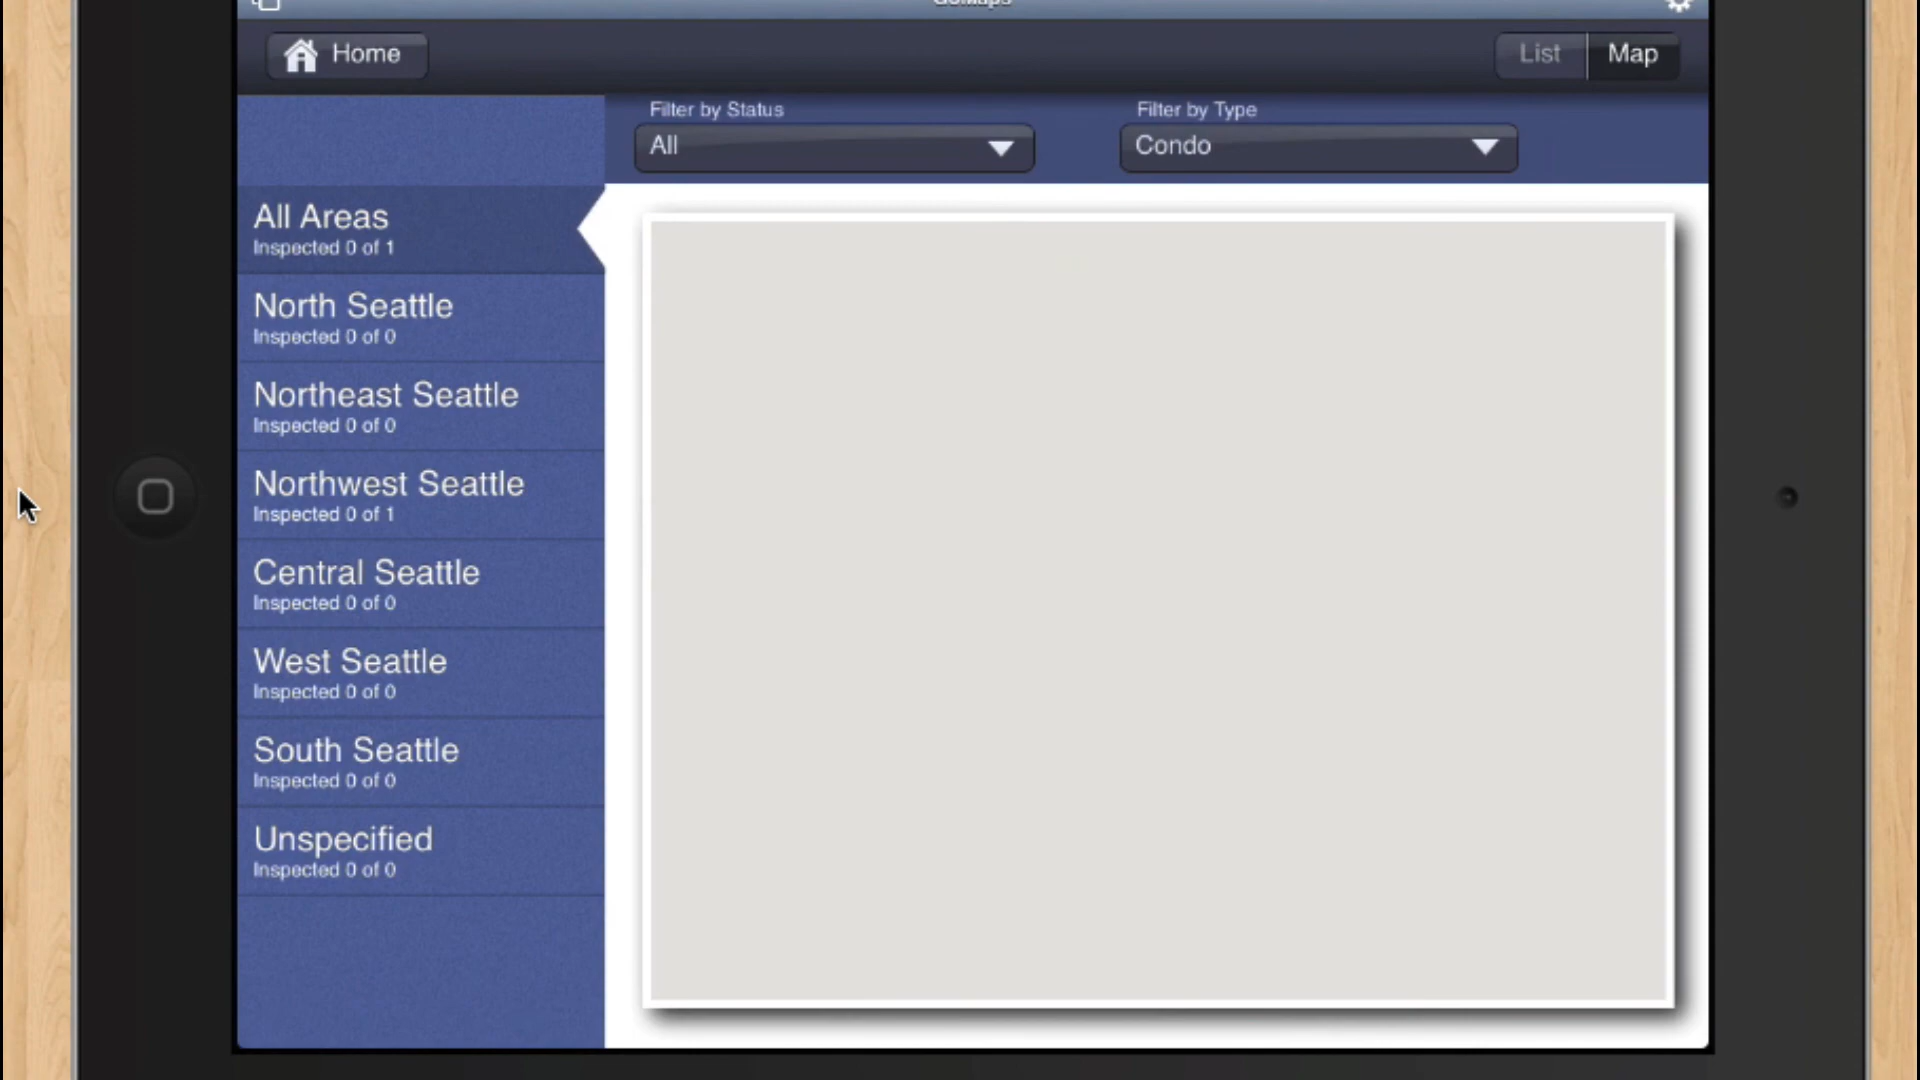 GoMaps
Home
List
Map
Filter by Status
Filter by Type
All
Condo
All Areas
Inspected 0 of 1
North Seattle
Inspected 0 of 0
Northeast Seattle
Inspected 0 of 0
Northwest Seattle
Inspected 0 of 1
Central Seattle
Inspected 0 of 0
West Seattle
Inspected 0 of 0
South Seattle
Inspected 0 of 0
Unspecified
Inspected 0 of 0